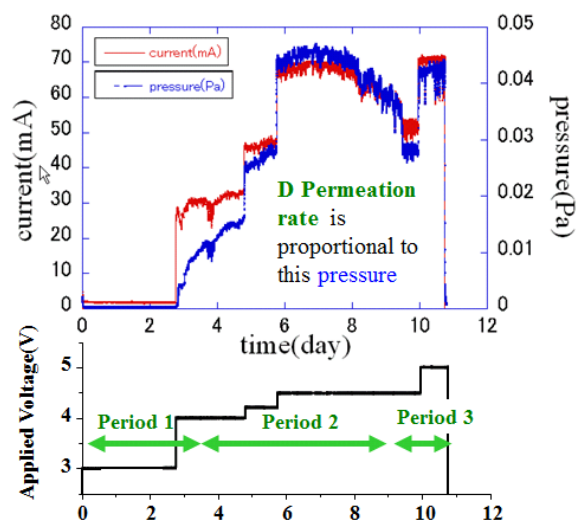 80
70
60
50
40
30
20
10
0
current(mA)
current(mA)
pressure(Pa)
D Permeation
rate is
proportional to
this pressure
0.05
0.04
0.03
0.02
0.01
0
pressure(Pa)
0 2 4 6 8 10 12
time(day)
Applied Voltage(V)
5
4
3
Period 1
Period 2
Period 3
0 2 4 6 8 10 12